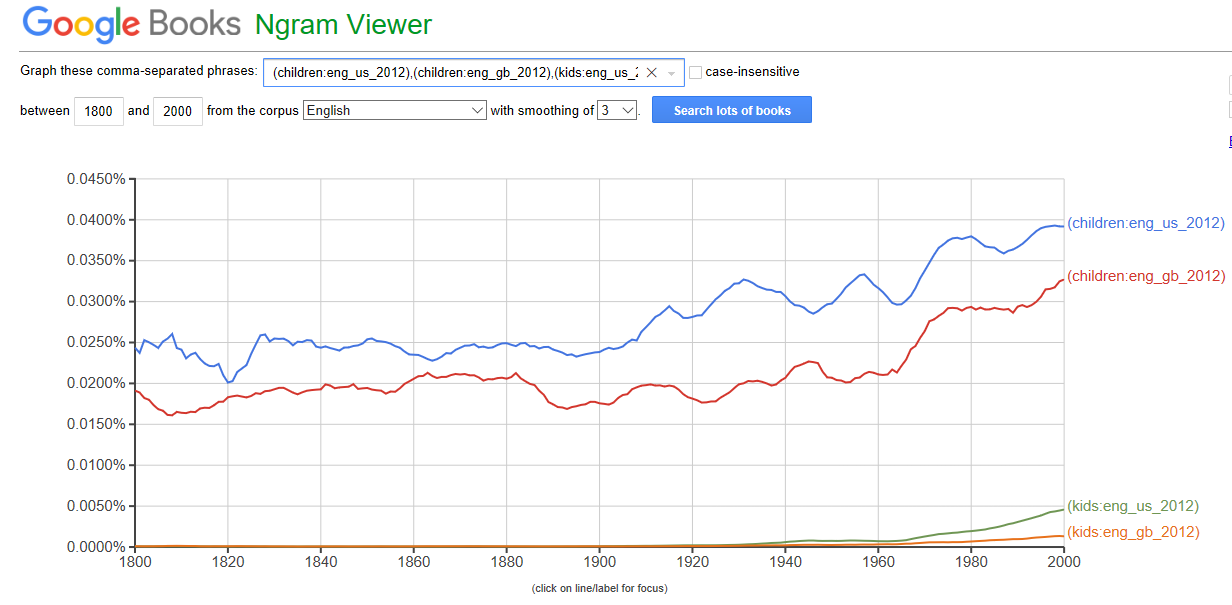 Google Books Ngram Viewer
Graph these comma-separated phrases: (children:eng_us_2012),(children:eng_gb_2012),(kids:eng_us_2 case-insensitive
between 1800 and 2000 from the corpus English with smoothing of 3 . Search lots of books
0.0450%
0.0400%
(children:eng_us_2012)
0.0350%
(children:eng_gb_2012)
0.0300%
0.0250%
0.0200%
0.0150%
0.0100%
0.0050%
(kids:eng_us_2012)
(kids:eng_gb_2012)
0.0000%
1800 1820 1840 1860 1880 1900 1920 1940 1960 1980 2000
(click on line/label for focus)